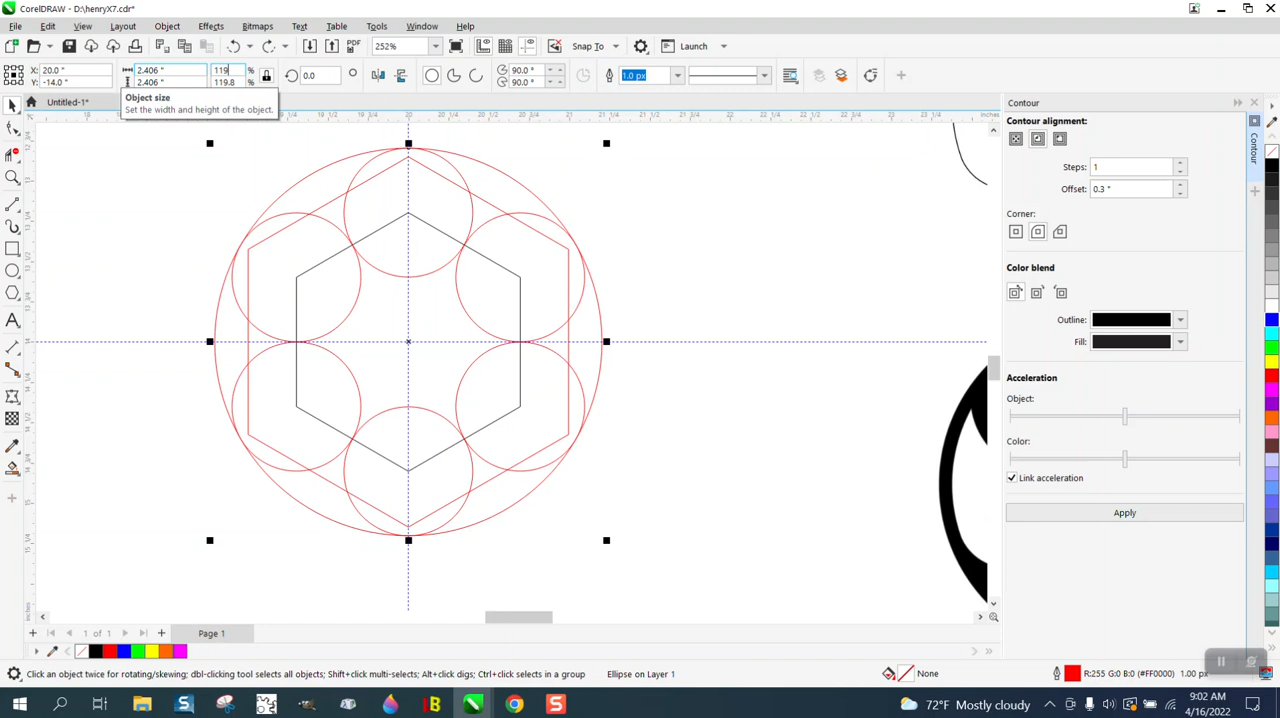 CorelDRAW - D:\henryX7.cdr*
File Edit View Layout Object Effects Bitmaps Text Table Tools Window Help
252% Snap To Launch
X: 20.0 " 2.406 " 119 % 0.0 90.0 ° 1.0 px
Y: -14.0 " 2.406 " 119.8 % 90.0 °
Untitled-1*
Object size
Set the width and height of the object.
inches
Contour
Contour alignment:
Steps: 1
Offset: 0.3 "
Corner:
Color blend
Outline:
Fill:
Acceleration
Object:
Color:
Link acceleration
Apply
Contour
inches
1 of 1 Page 1
Click an object twice for rotating/skewing; dbl-clicking tool selects all objects; Shift+click multi-selects; Alt+click digs; Ctrl+click selects in a group Ellipse on Layer 1 None R:255 G:0 B:0 (#FF0000) 1.00 px
72°F Mostly cloudy 9:02 AM
4/16/2022